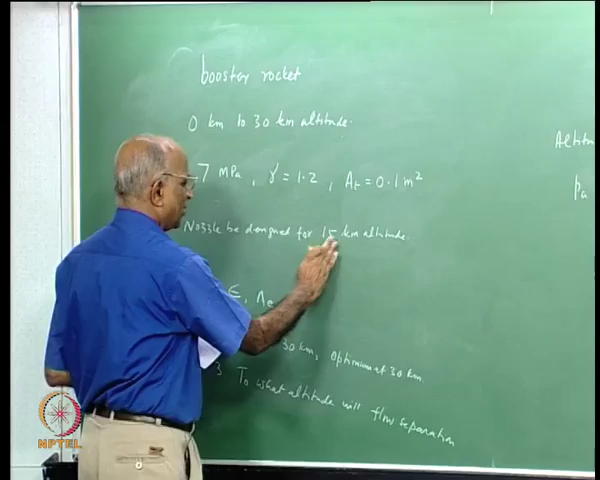 booster rocket
0 km to 30 km altitude.
7 MPa, γ = 1.2, At = 0.1 m²
Nozzle be designed for 15 km altitude.
ϵ, Ae
30 km, Optimum at 30 km.
3 To what altitude will flow separation
Altitu
pa
NPTEL